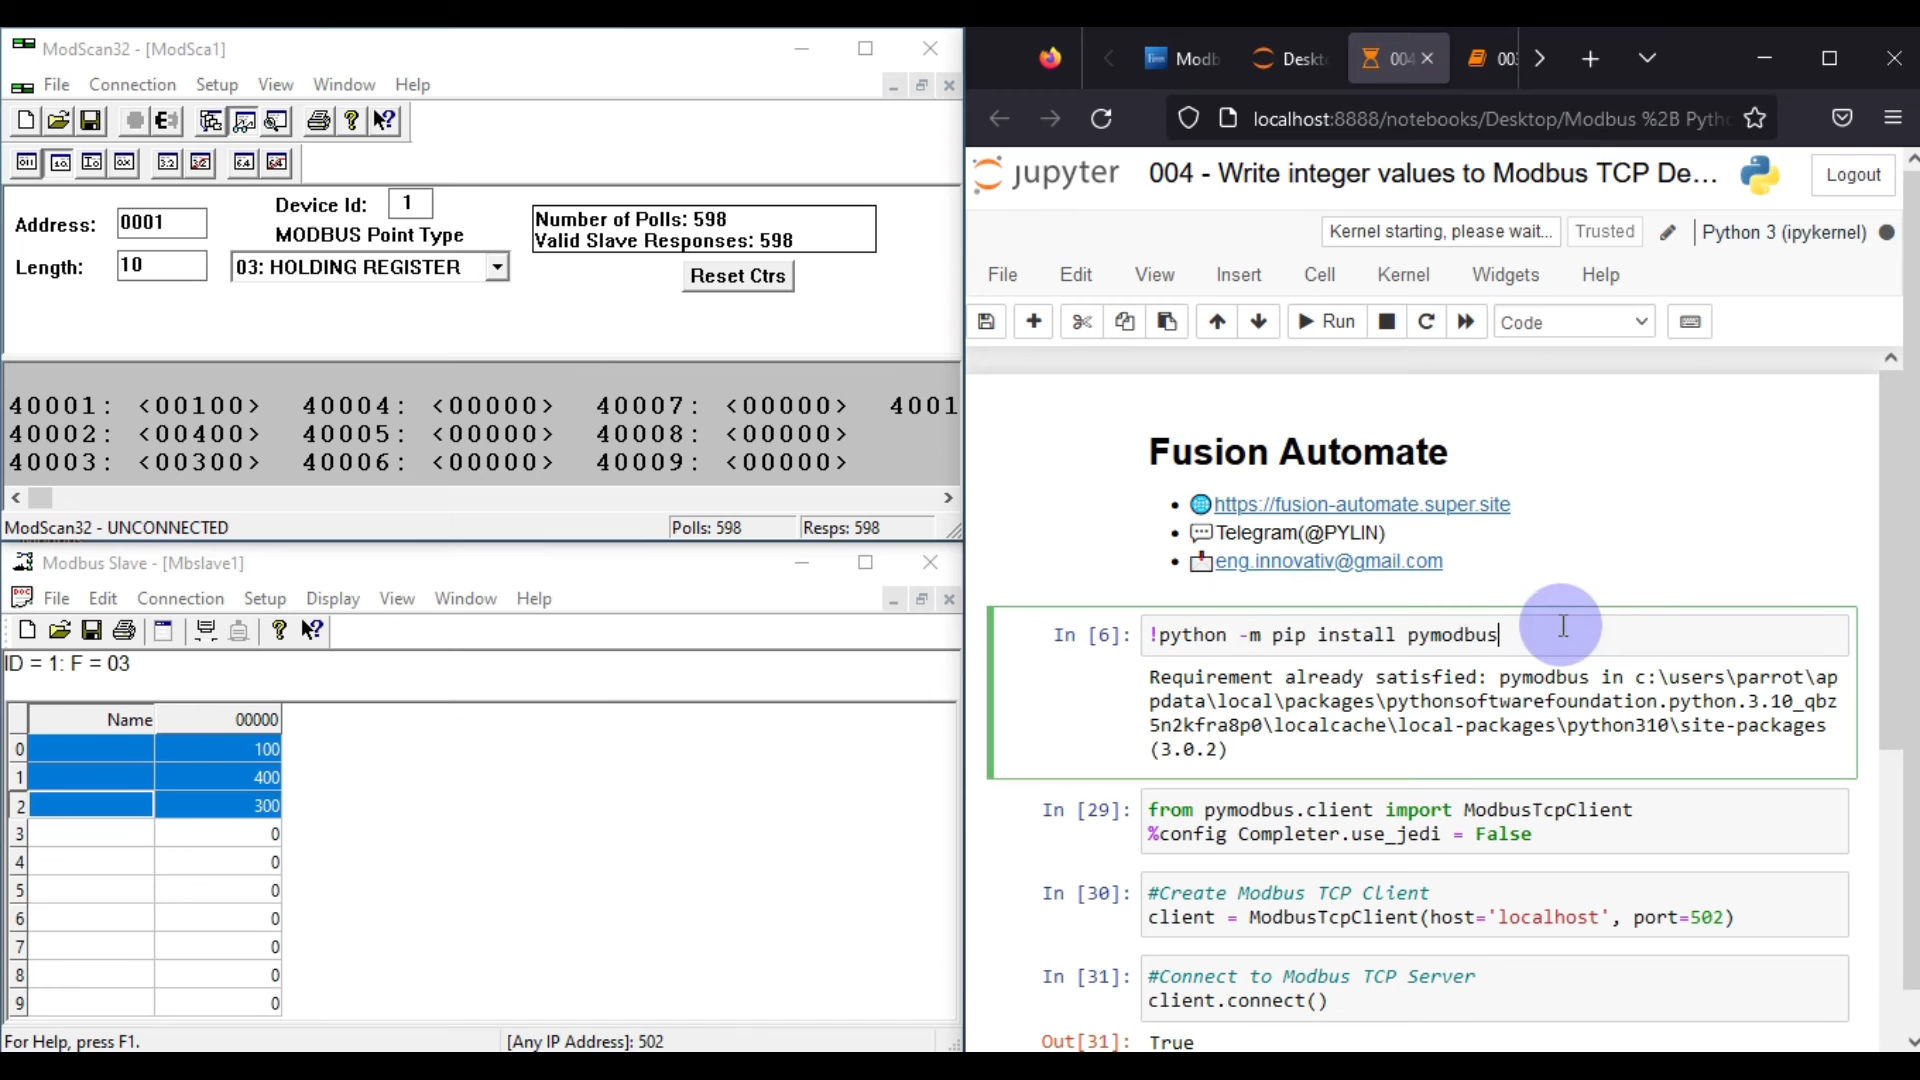 ModScan32 - [ModSca1]
File Connection Setup View Window Help
Address: 0001
Device Id: 1
MODBUS Point Type
Length: 10
03: HOLDING REGISTER
Number of Polls: 598
Valid Slave Responses: 598
Reset Ctrs
40001: <00100> 40004: <00000> 40007: <00000> 4001
40002: <00400> 40005: <00000> 40008: <00000>
40003: <00300> 40006: <00000> 40009: <00000>
ModScan32 - UNCONNECTED
Polls: 598
Resps: 598
Modbus Slave - [Mbslave1]
File Edit Connection Setup Display View Window Help
ID = 1: F = 03
Name 00000
0 100
1 400
2 300
3 0
4 0
5 0
6 0
7 0
8 0
9 0
For Help, press F1.
[Any IP Address]: 502
Modb
Deskt
004
003
localhost:8888/notebooks/Desktop/Modbus %2B Pytho
jupyter
004 - Write integer values to Modbus TCP De...
Logout
Kernel starting, please wait...
Trusted
Python 3 (ipykernel)
File Edit View Insert Cell Kernel Widgets Help
Run
Code
Fusion Automate
https://fusion-automate.super.site
Telegram(@PYLIN)
eng.innovativ@gmail.com
In [6]: !python -m pip install pymodbus
Requirement already satisfied: pymodbus in c:\users\parrot\ap
pdata\local\packages\pythonsoftwarefoundation.python.3.10_qbz
5n2kfra8p0\localcache\local-packages\python310\site-packages
(3.0.2)
In [29]: from pymodbus.client import ModbusTcpClient
%config Completer.use_jedi = False
In [30]: #Create Modbus TCP Client
client = ModbusTcpClient(host='localhost', port=502)
In [31]: #Connect to Modbus TCP Server
client.connect()
Out[31]: True